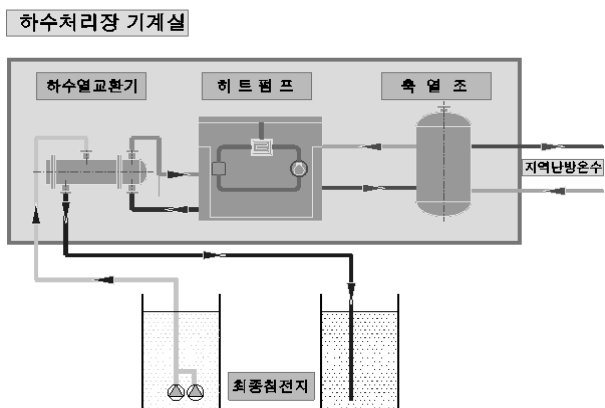 하수처리장 기계실
하수열교환기
히트펌프
축열조
지역난방온수
최종침전지